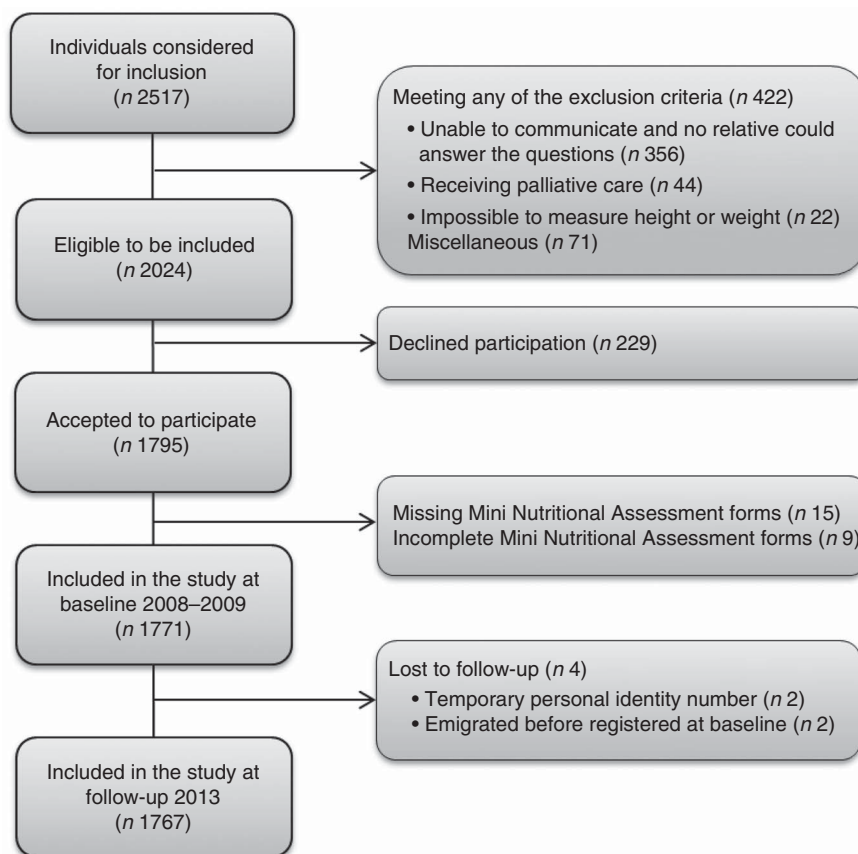 Individuals considered
for inclusion
(n 2517)
Meeting any of the exclusion criteria (n 422)
• Unable to communicate and no relative could
answer the questions (n 356)
• Receiving palliative care (n 44)
• Impossible to measure height or weight (n 22)
Miscellaneous (n 71)
Eligible to be included
(n 2024)
Declined participation (n 229)
Accepted to participate
(n 1795)
Missing Mini Nutritional Assessment forms (n 15)
Incomplete Mini Nutritional Assessment forms (n 9)
Included in the study at
baseline 2008–2009
(n 1771)
Lost to follow-up (n 4)
• Temporary personal identity number (n 2)
• Emigrated before registered at baseline (n 2)
Included in the study at
follow-up 2013
(n 1767)